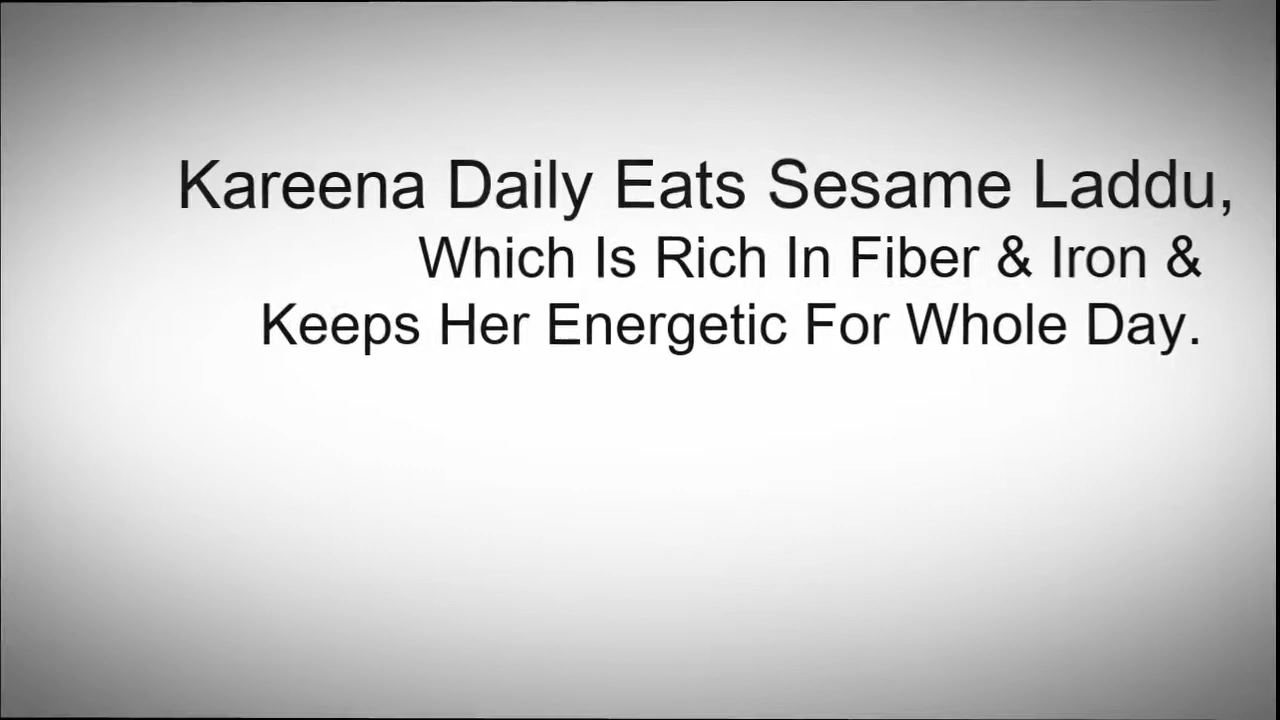 Kareena Daily Eats Sesame Laddu,
Which Is Rich In Fiber & Iron &
Keeps Her Energetic For Whole Day.